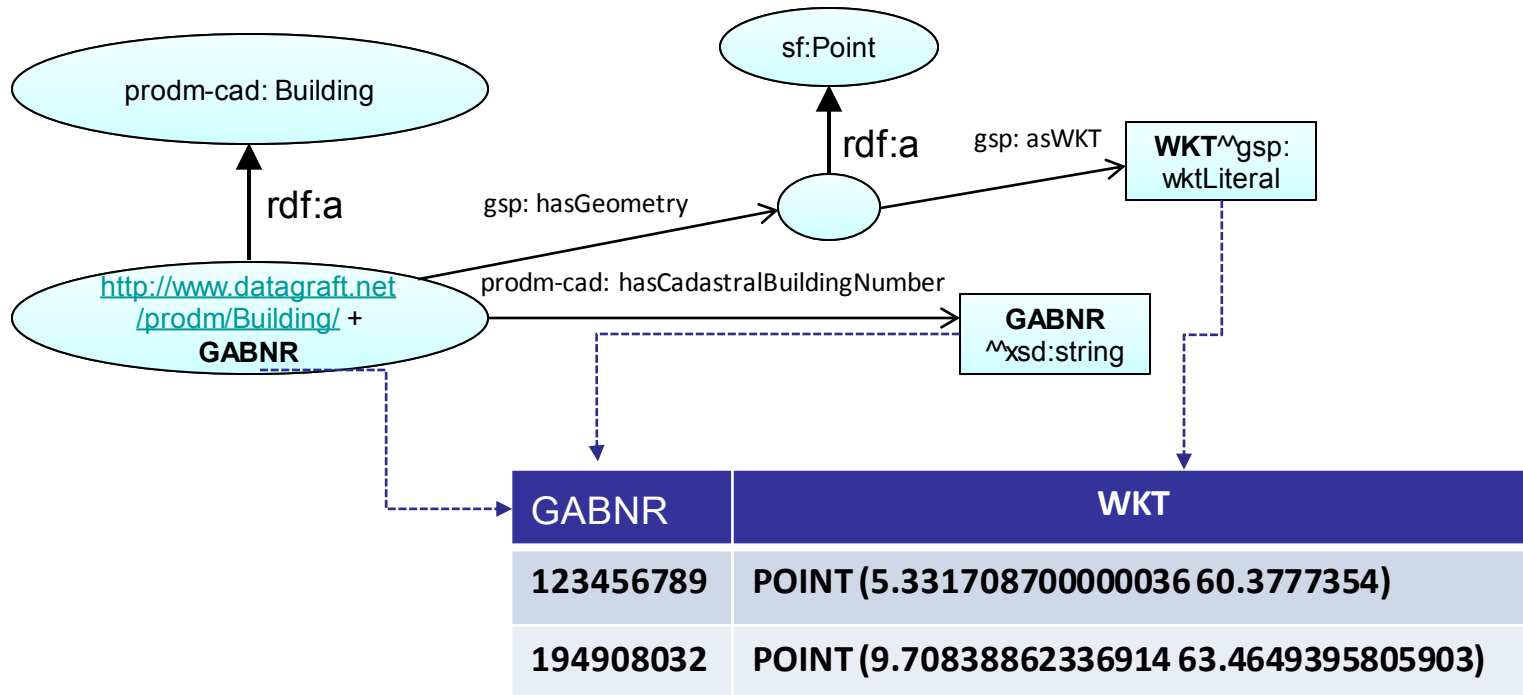 sf:Point
prodm-cad: Building
rdf:a
gsp: asWKT
WKT^^gsp:
wktLiteral
rdf:a
gsp: hasGeometry
http://www.datagraft.net
/prodm/Building/ +
GABNR
prodm-cad: hasCadastralBuildingNumber
GABNR
^^xsd:string
GABNR WKT
123456789 POINT (5.331708700000036 60.3777354)
194908032 POINT (9.70838862336914 63.4649395805903)